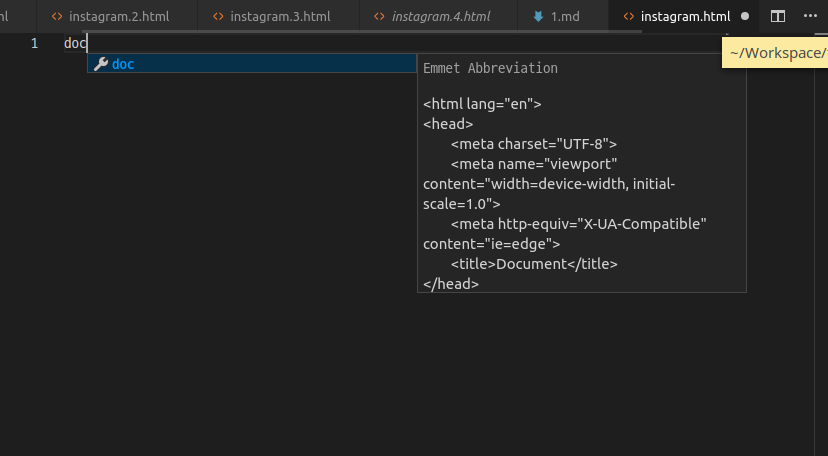 instagram.2.html
instagram.3.html
instagram.4.html
1.md
instagram.html
~/Workspace/
1
doc
doc
Emmet Abbreviation
<html lang="en">
<head>
<meta charset="UTF-8">
<meta name="viewport"
content="width=device-width, initial-
scale=1.0">
<meta http-equiv="X-UA-Compatible"
content="ie=edge">
<title>Document</title>
</head>